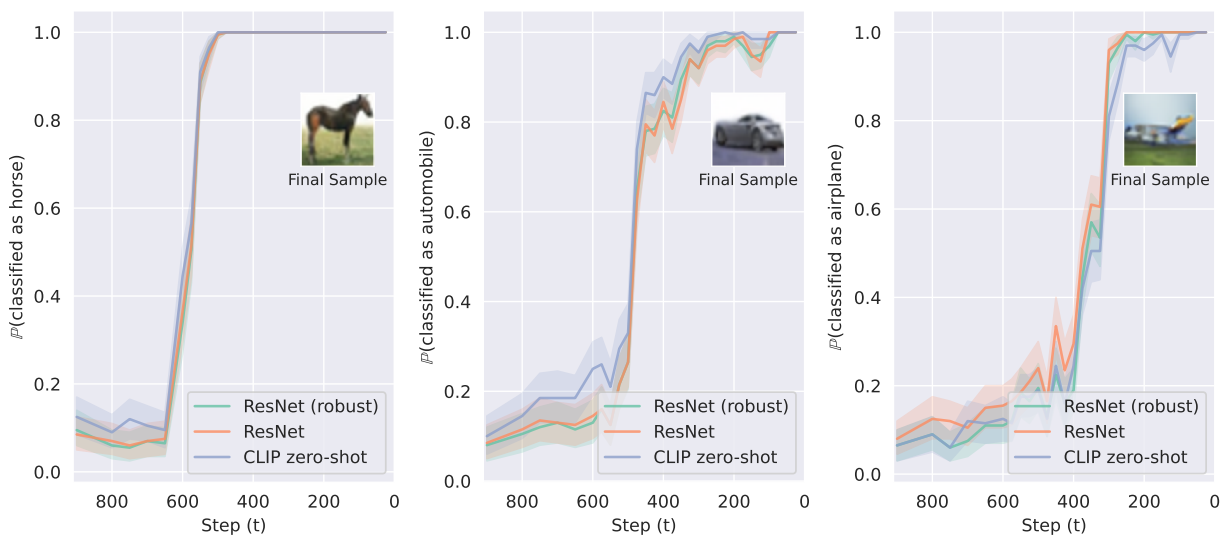 1.0
0.8
0.6
0.4
0.2
0.0
ℙ(classified as horse)
Final Sample
ResNet (robust)
ResNet
CLIP zero-shot
800 600 400 200 0
Step (t)
1.0
0.8
0.6
0.4
0.2
0.0
ℙ(classified as automobile)
Final Sample
ResNet (robust)
ResNet
CLIP zero-shot
800 600 400 200 0
Step (t)
1.0
0.8
0.6
0.4
0.2
0.0
ℙ(classified as airplane)
Final Sample
ResNet (robust)
ResNet
CLIP zero-shot
800 600 400 200 0
Step (t)